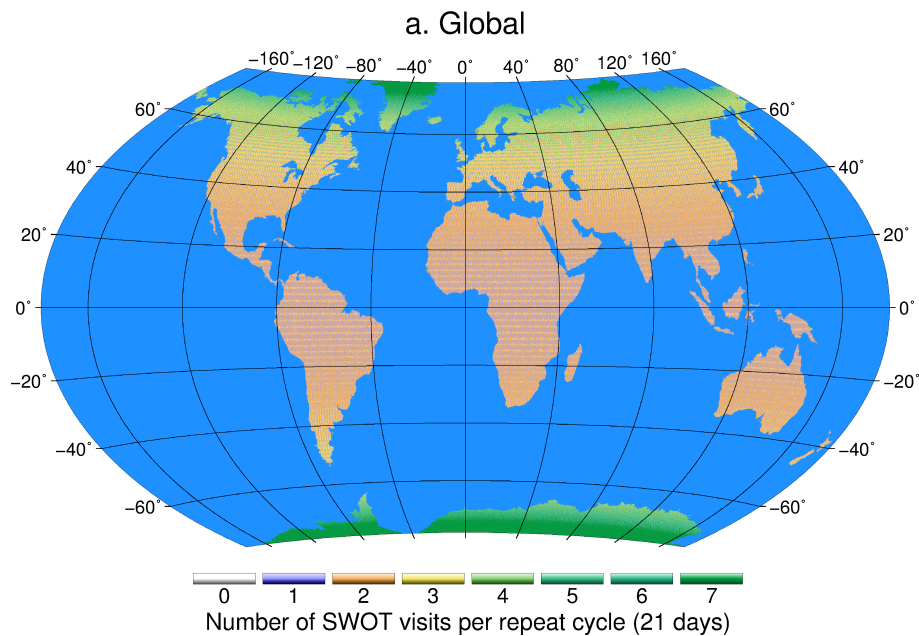 a. Global
−160° −120° −80° −40° 0° 40° 80° 120° 160°
60° 60°
40° 40°
20° 20°
0° 0°
−20° −20°
−40° −40°
−60° −60°
0 1 2 3 4 5 6 7
Number of SWOT visits per repeat cycle (21 days)